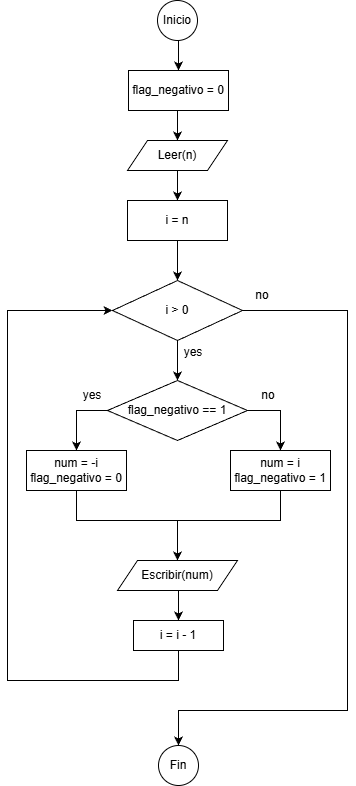 Inicio
flag_negativo = 0
Leer(n)
i = n
i > 0
no
yes
flag_negativo == 1
yes
no
num = -i
flag_negativo = 0
num = i
flag_negativo = 1
Escribir(num)
i = i - 1
Fin